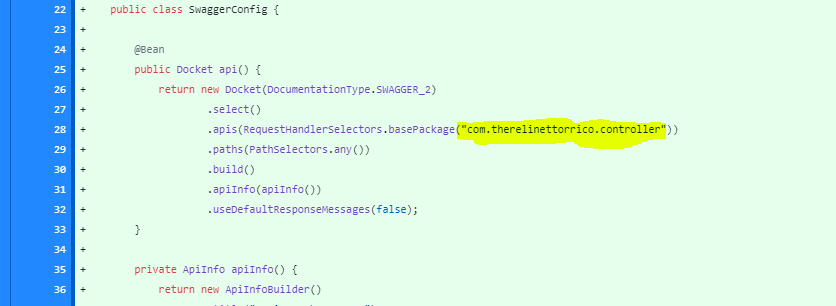 22 + public class SwaggerConfig {
23 +
24 + @Bean
25 + public Docket api() {
26 + return new Docket(DocumentationType.SWAGGER_2)
27 + .select()
28 + .apis(RequestHandlerSelectors.basePackage("com.therelinettorrico.controller"))
29 + .paths(PathSelectors.any())
30 + .build()
31 + .apiInfo(apiInfo())
32 + .useDefaultResponseMessages(false);
33 + }
34 +
35 + private ApiInfo apiInfo() {
36 + return new ApiInfoBuilder()